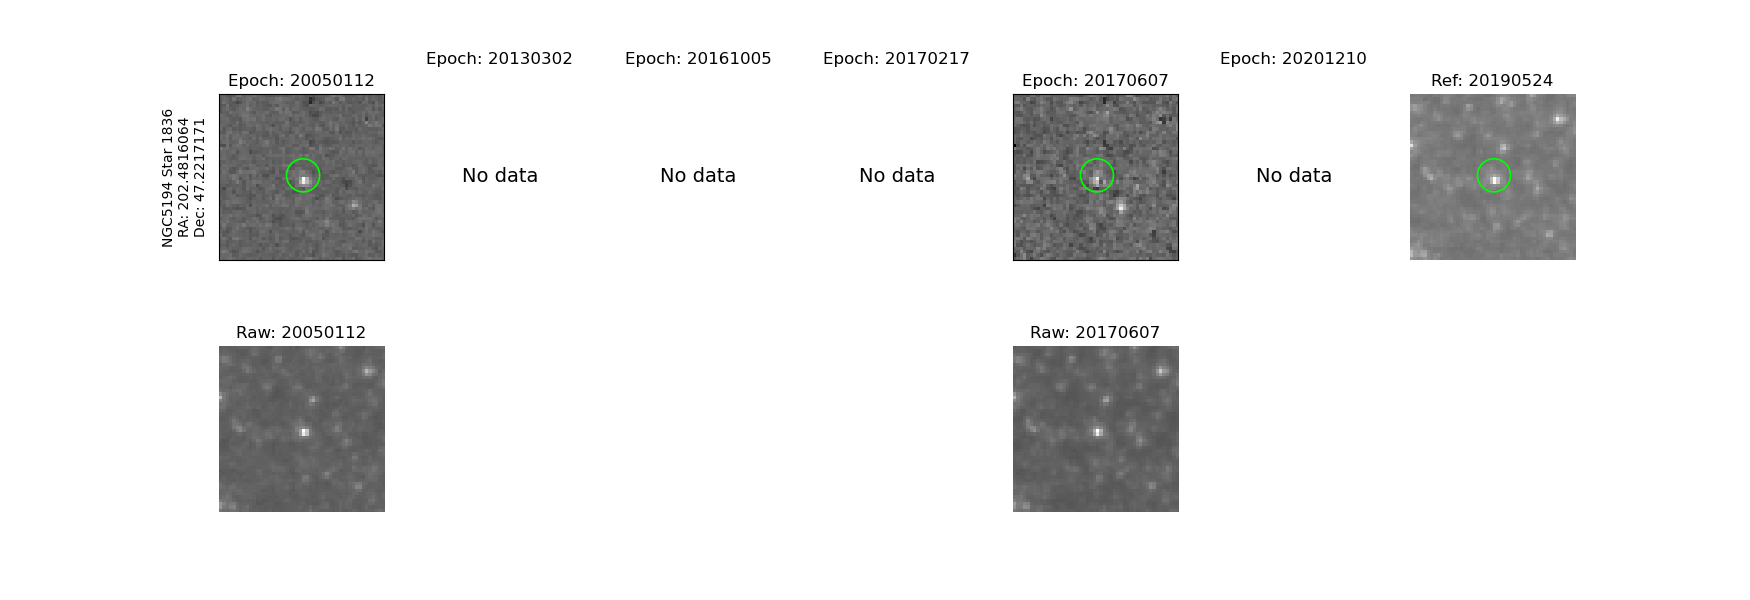 Epoch: 20050112
Epoch: 20130302
Epoch: 20161005
Epoch: 20170217
Epoch: 20170607
Epoch: 20201210
Ref: 20190524
NGC5194 Star 1836
RA: 202.4816064
Dec: 47.2217171
No data
No data
No data
No data
Raw: 20050112
Raw: 20170607